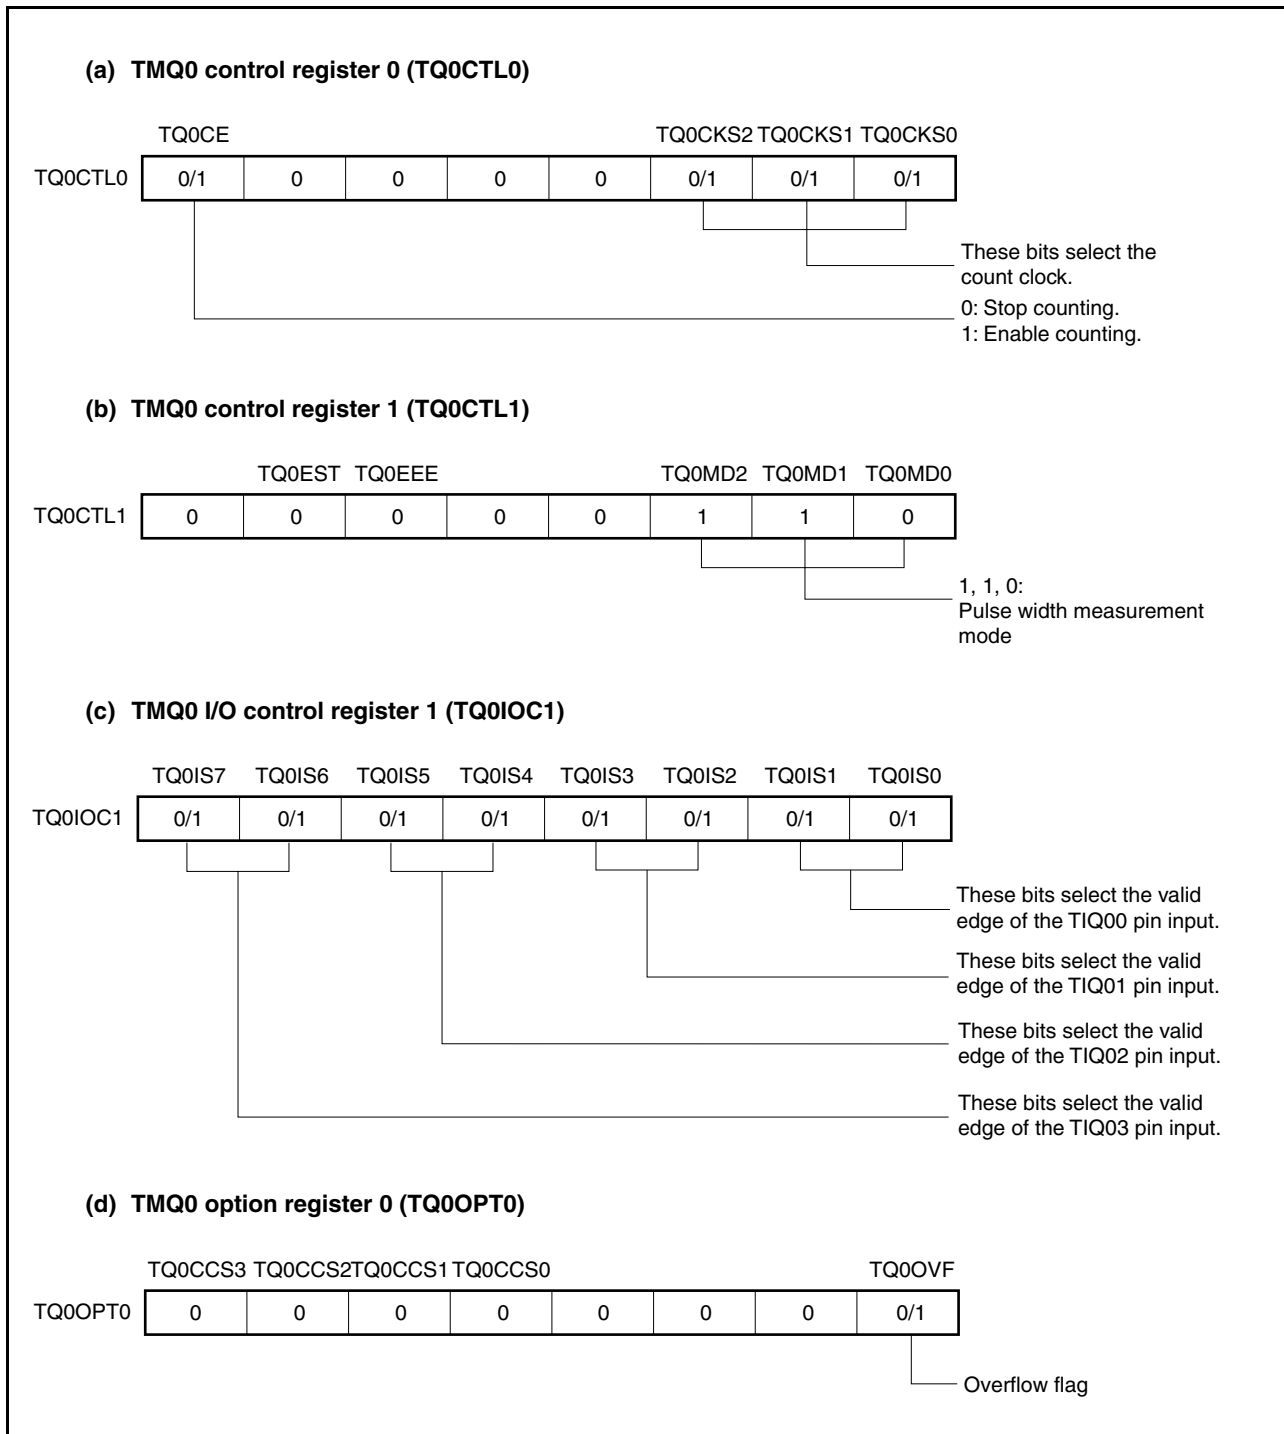 (a) TMQ0 control register 0 (TQ0CTL0)
TQ0CE TQ0CKS2 TQ0CKS1 TQ0CKS0
TQ0CTL0 0/1 0 0 0 0 0/1 0/1 0/1
These bits select the
count clock.
0: Stop counting.
1: Enable counting.
(b) TMQ0 control register 1 (TQ0CTL1)
TQ0EST TQ0EEE TQ0MD2 TQ0MD1 TQ0MD0
TQ0CTL1 0 0 0 0 0 1 1 0
1, 1, 0:
Pulse width measurement
mode
(c) TMQ0 I/O control register 1 (TQ0IOC1)
TQ0IS7 TQ0IS6 TQ0IS5 TQ0IS4 TQ0IS3 TQ0IS2 TQ0IS1 TQ0IS0
TQ0IOC1 0/1 0/1 0/1 0/1 0/1 0/1 0/1 0/1
These bits select the valid
edge of the TIQ00 pin input.
These bits select the valid
edge of the TIQ01 pin input.
These bits select the valid
edge of the TIQ02 pin input.
These bits select the valid
edge of the TIQ03 pin input.
(d) TMQ0 option register 0 (TQ0OPT0)
TQ0CCS3 TQ0CCS2TQ0CCS1 TQ0CCS0 TQ0OVF
TQ0OPT0 0 0 0 0 0 0 0 0/1
Overflow flag